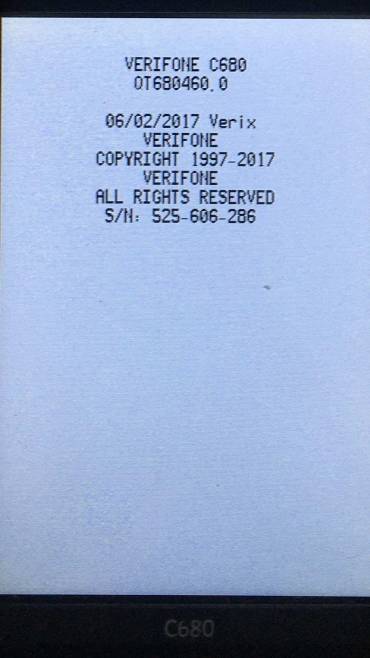 VERIFONE C680
OT680460.0
06/02/2017 Verix
VERIFONE
COPYRIGHT 1997-2017
VERIFONE
ALL RIGHTS RESERVED
S/N: 525-606-286
C680